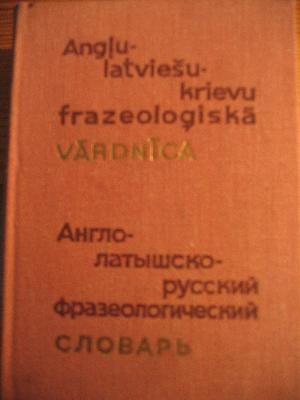 Angļu-
latviešu-
krievu
frazeoloģiskā
VĀRDNĪCA
Англо-
латышско-
русский
фразеологический
СЛОВАРЬ